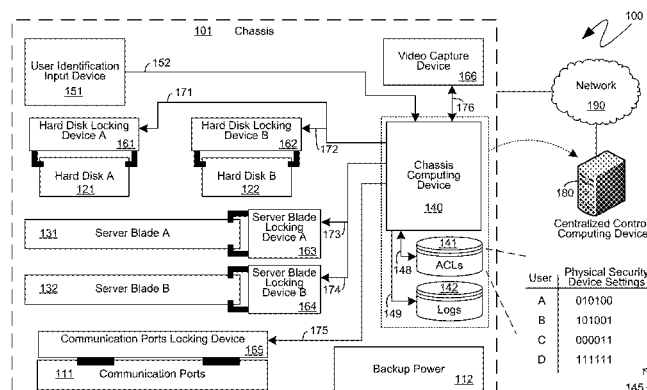 100
101 Chassis
User Identification
Input Device
151
152
Video Capture
Device
166
176
Network
190
171
Hard Disk Locking
Device A
161
Hard Disk Locking
Device B
162
172
Hard Disk A
121
Hard Disk B
122
Chassis
Computing
Device
140
180
Centralized Control
Computing Device
131 Server Blade A
Server Blade
Locking
Device A
163
173
132 Server Blade B
Server Blade
Locking
Device B
164
174
141
ACLs
148
142
Logs
149
User Physical Security
Device Settings
A 010100
B 101001
C 000011
D 111111
145
Communication Ports Locking Device
165
175
111 Communication Ports
Backup Power
112